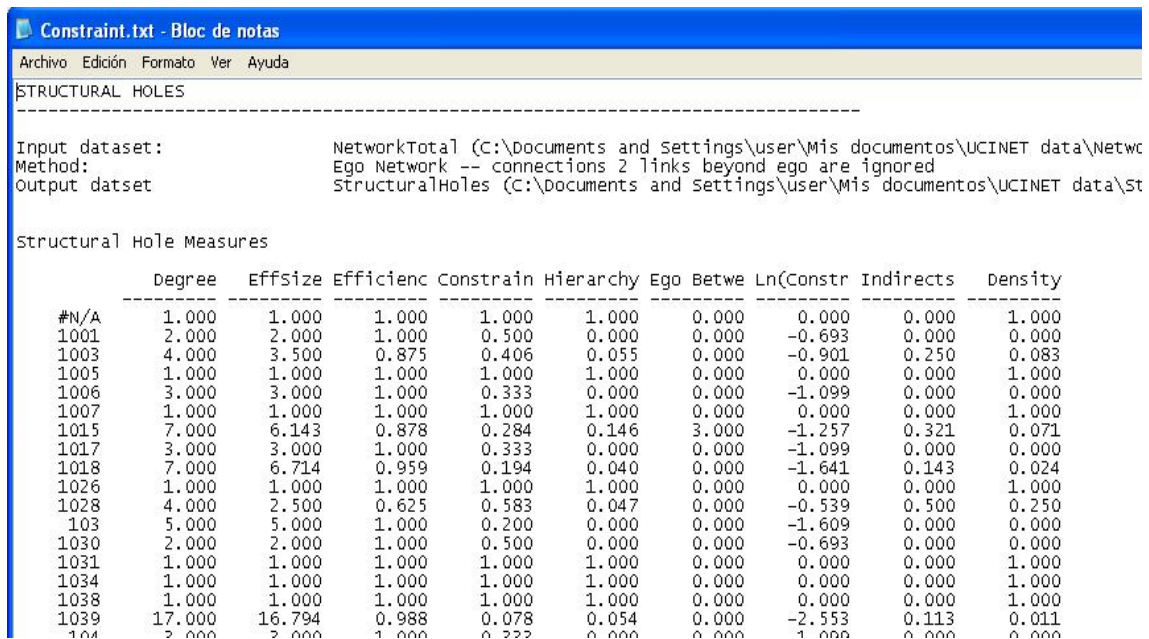 Constraint.txt - Bloc de notas
Archivo Edición Formato Ver Ayuda
STRUCTURAL HOLES
--------------------------------------------------------------------------------
Input dataset: NetworkTotal (C:\Documents and Settings\user\Mis documentos\UCINET data\Netwo
Method: Ego Network -- connections 2 links beyond ego are ignored
Output datset StructuralHoles (C:\Documents and Settings\user\Mis documentos\UCINET data\St
Structural Hole Measures
Degree EffSize Efficienc Constrain Hierarchy Ego Betwe Ln(Constr Indirects Density
--------- --------- --------- --------- --------- --------- --------- --------- ---------
#N/A 1.000 1.000 1.000 1.000 1.000 0.000 0.000 0.000 1.000
1001 2.000 2.000 1.000 0.500 0.000 0.000 -0.693 0.000 0.000
1003 4.000 3.500 0.875 0.406 0.055 0.000 -0.901 0.250 0.083
1005 1.000 1.000 1.000 1.000 1.000 0.000 0.000 0.000 1.000
1006 3.000 3.000 1.000 0.333 0.000 0.000 -1.099 0.000 0.000
1007 1.000 1.000 1.000 1.000 1.000 0.000 0.000 0.000 1.000
1015 7.000 6.143 0.878 0.284 0.146 3.000 -1.257 0.321 0.071
1017 3.000 3.000 1.000 0.333 0.000 0.000 -1.099 0.000 0.000
1018 7.000 6.714 0.959 0.194 0.040 0.000 -1.641 0.143 0.024
1026 1.000 1.000 1.000 1.000 1.000 0.000 0.000 0.000 1.000
1028 4.000 2.500 0.625 0.583 0.047 0.000 -0.539 0.500 0.250
103 5.000 5.000 1.000 0.200 0.000 0.000 -1.609 0.000 0.000
1030 2.000 2.000 1.000 0.500 0.000 0.000 -0.693 0.000 0.000
1031 1.000 1.000 1.000 1.000 1.000 0.000 0.000 0.000 1.000
1034 1.000 1.000 1.000 1.000 1.000 0.000 0.000 0.000 1.000
1038 1.000 1.000 1.000 1.000 1.000 0.000 0.000 0.000 1.000
1039 17.000 16.794 0.988 0.078 0.054 0.000 -2.553 0.113 0.011
104 3.000 3.000 1.000 0.333 0.000 0.000 -1.099 0.000 0.000